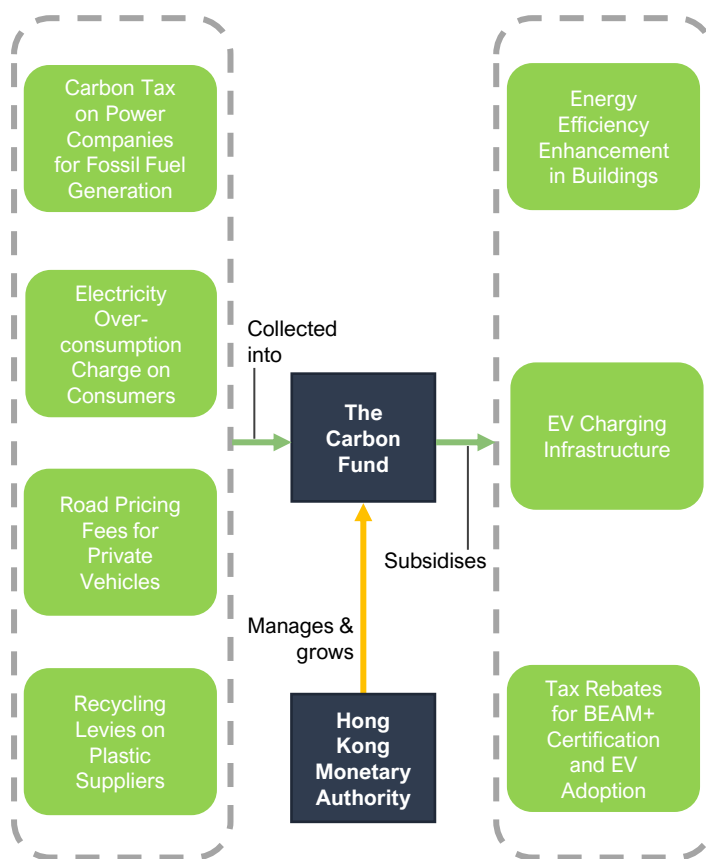 Carbon Tax
on Power
Companies
for Fossil Fuel
Generation
Electricity
Over-
consumption
Charge on
Consumers
Road Pricing
Fees for
Private
Vehicles
Recycling
Levies on
Plastic
Suppliers
Collected
into
The
Carbon
Fund
Manages &
grows
Hong
Kong
Monetary
Authority
Subsidises
Energy
Efficiency
Enhancement
in Buildings
EV Charging
Infrastructure
Tax Rebates
for BEAM+
Certification
and EV
Adoption